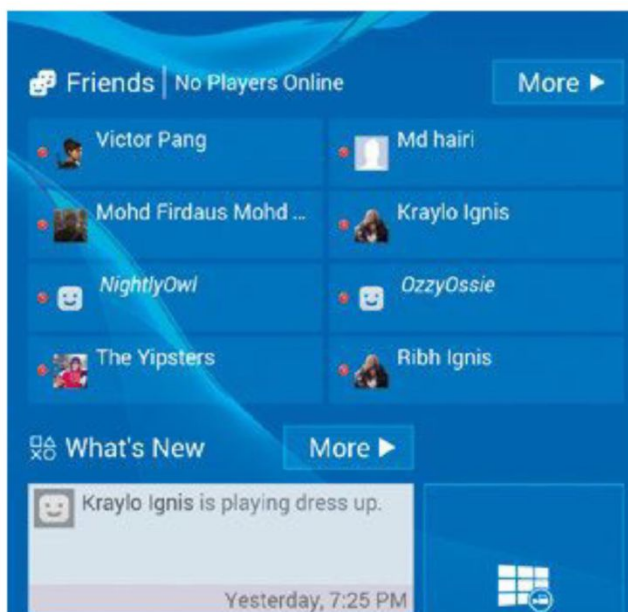 Friends | No Players Online
More
Victor Pang
Md hairi
Mohd Firdaus Mohd ...
Kraylo Ignis
NightlyOwl
OzzyOssie
The Yipsters
Ribh Ignis
What's New
More
Kraylo Ignis is playing dress up.
Yesterday, 7:25 PM